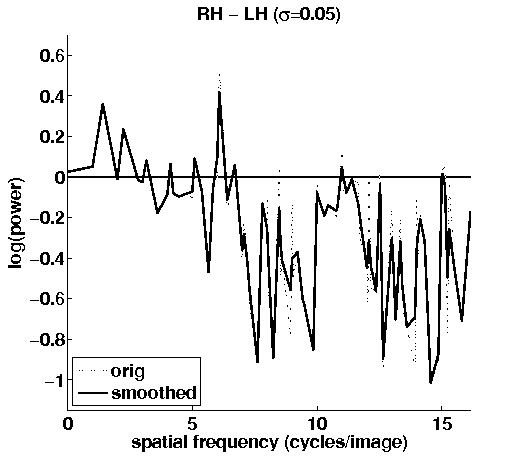 RH − LH (σ=0.05)
0.6
0.4
0.2
0
−0.2
−0.4
−0.6
−0.8
−1
log(power)
orig
smoothed
0 5 10 15
spatial frequency (cycles/image)